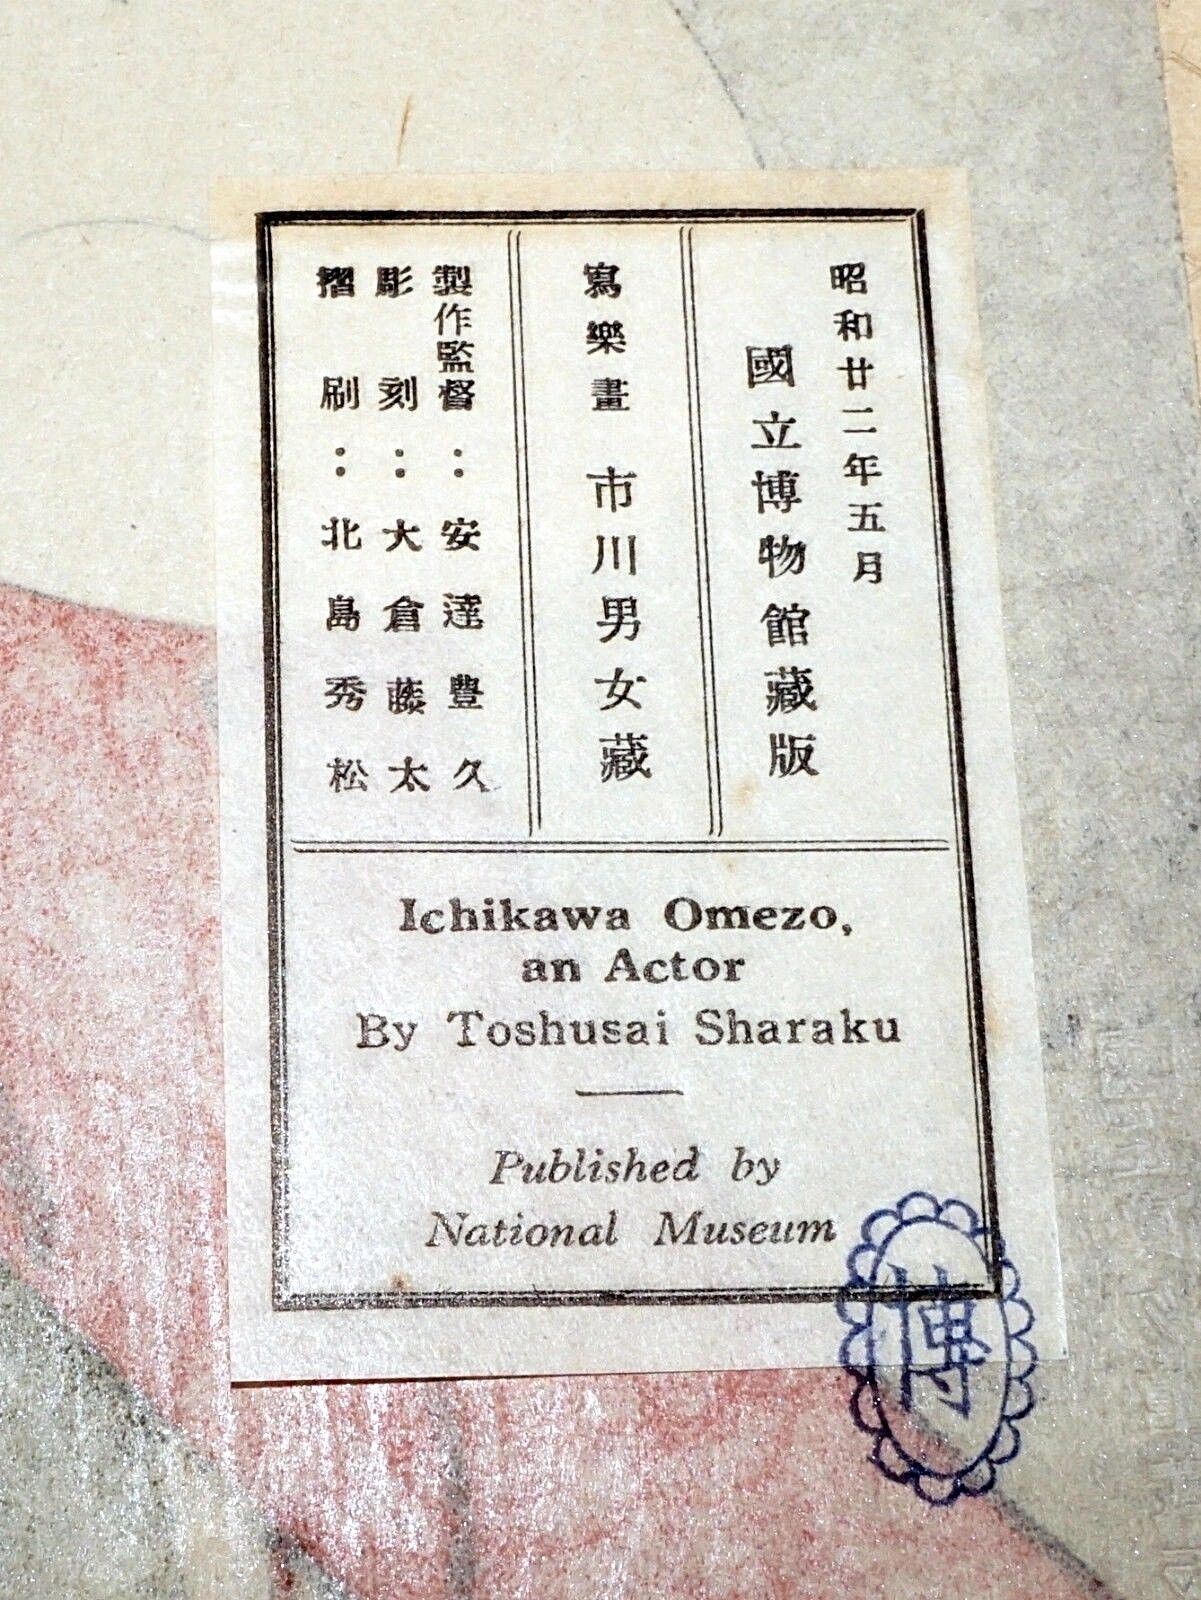 昭和廿二年五月
國立博物館藏版
寫樂畫 市川男女藏
製作監督:安達豊久
彫刻:大倉藤太
摺刷:北島秀松
Ichikawa Omezo,
an Actor
By Toshusai Sharaku
Published by
National Museum
博